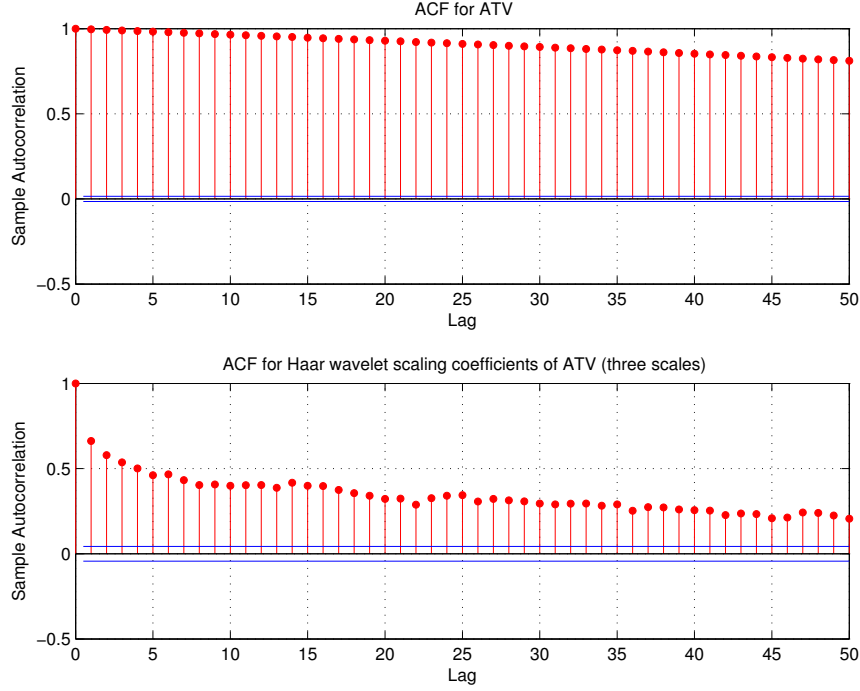 ACF for ATV
1
0.5
0
−0.5
0 5 10 15 20 25 30 35 40 45 50
Lag
Sample Autocorrelation
ACF for Haar wavelet scaling coefficients of ATV (three scales)
1
0.5
0
−0.5
0 5 10 15 20 25 30 35 40 45 50
Lag
Sample Autocorrelation